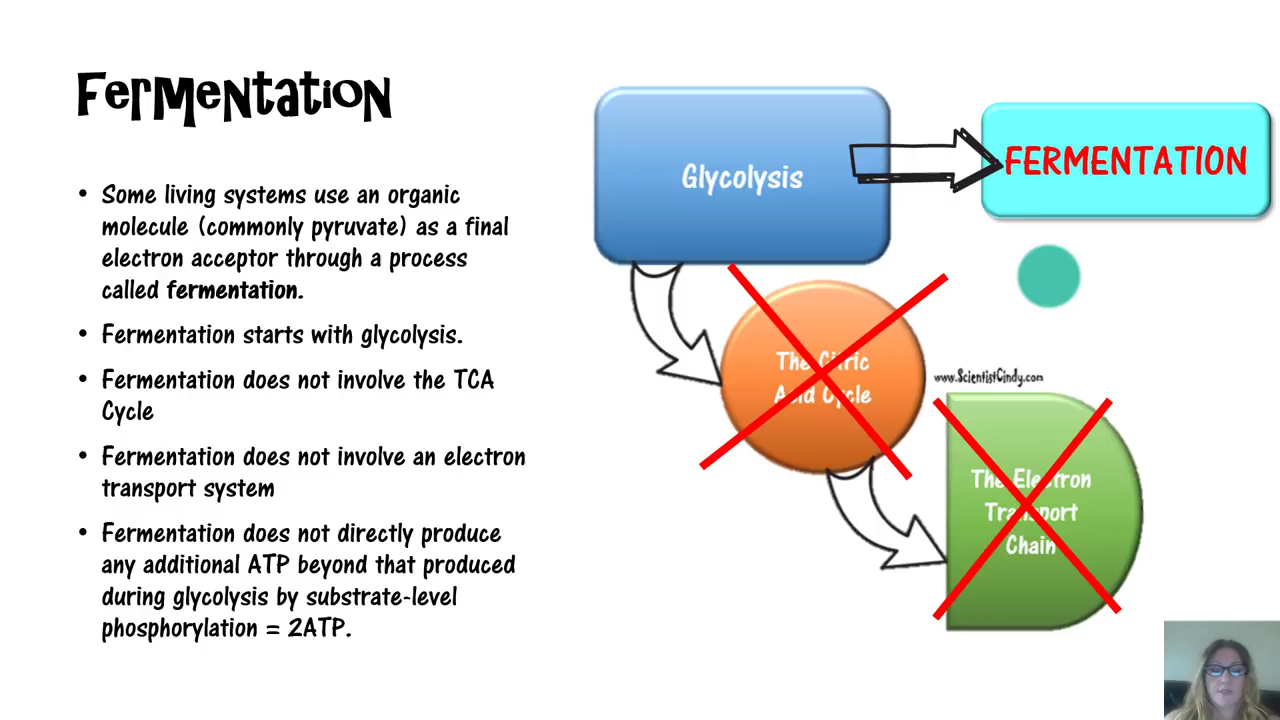 Fermentation
• Some living systems use an organic
molecule (commonly pyruvate) as a final
electron acceptor through a process
called fermentation.
• Fermentation starts with glycolysis.
• Fermentation does not involve the TCA
Cycle
• Fermentation does not involve an electron
transport system
• Fermentation does not directly produce
any additional ATP beyond that produced
during glycolysis by substrate-level
phosphorylation = 2ATP.
Glycolysis
FERMENTATION
The Citric
Acid Cycle
www.ScientistCindy.com
The Electron
Transport
Chain